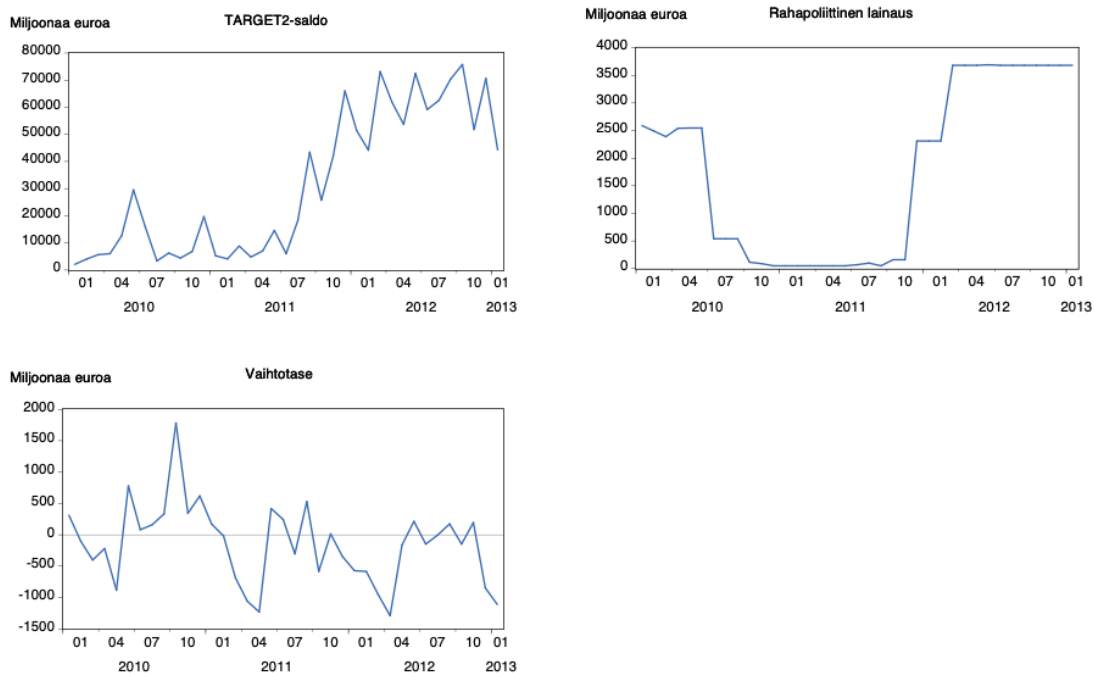 Miljoonaa euroa
TARGET2-saldo
80000
70000
60000
50000
40000
30000
20000
10000
0
01 04 07 10 01 04 07 10 01 04 07 10 01
2010 2011 2012 2013
Miljoonaa euroa
Rahapoliittinen lainaus
4000
3500
3000
2500
2000
1500
1000
500
0
01 04 07 10 01 04 07 10 01 04 07 10 01
2010 2011 2012 2013
Miljoonaa euroa
Vaihtotase
2000
1500
1000
500
0
-500
-1000
-1500
01 04 07 10 01 04 07 10 01 04 07 10 01
2010 2011 2012 2013